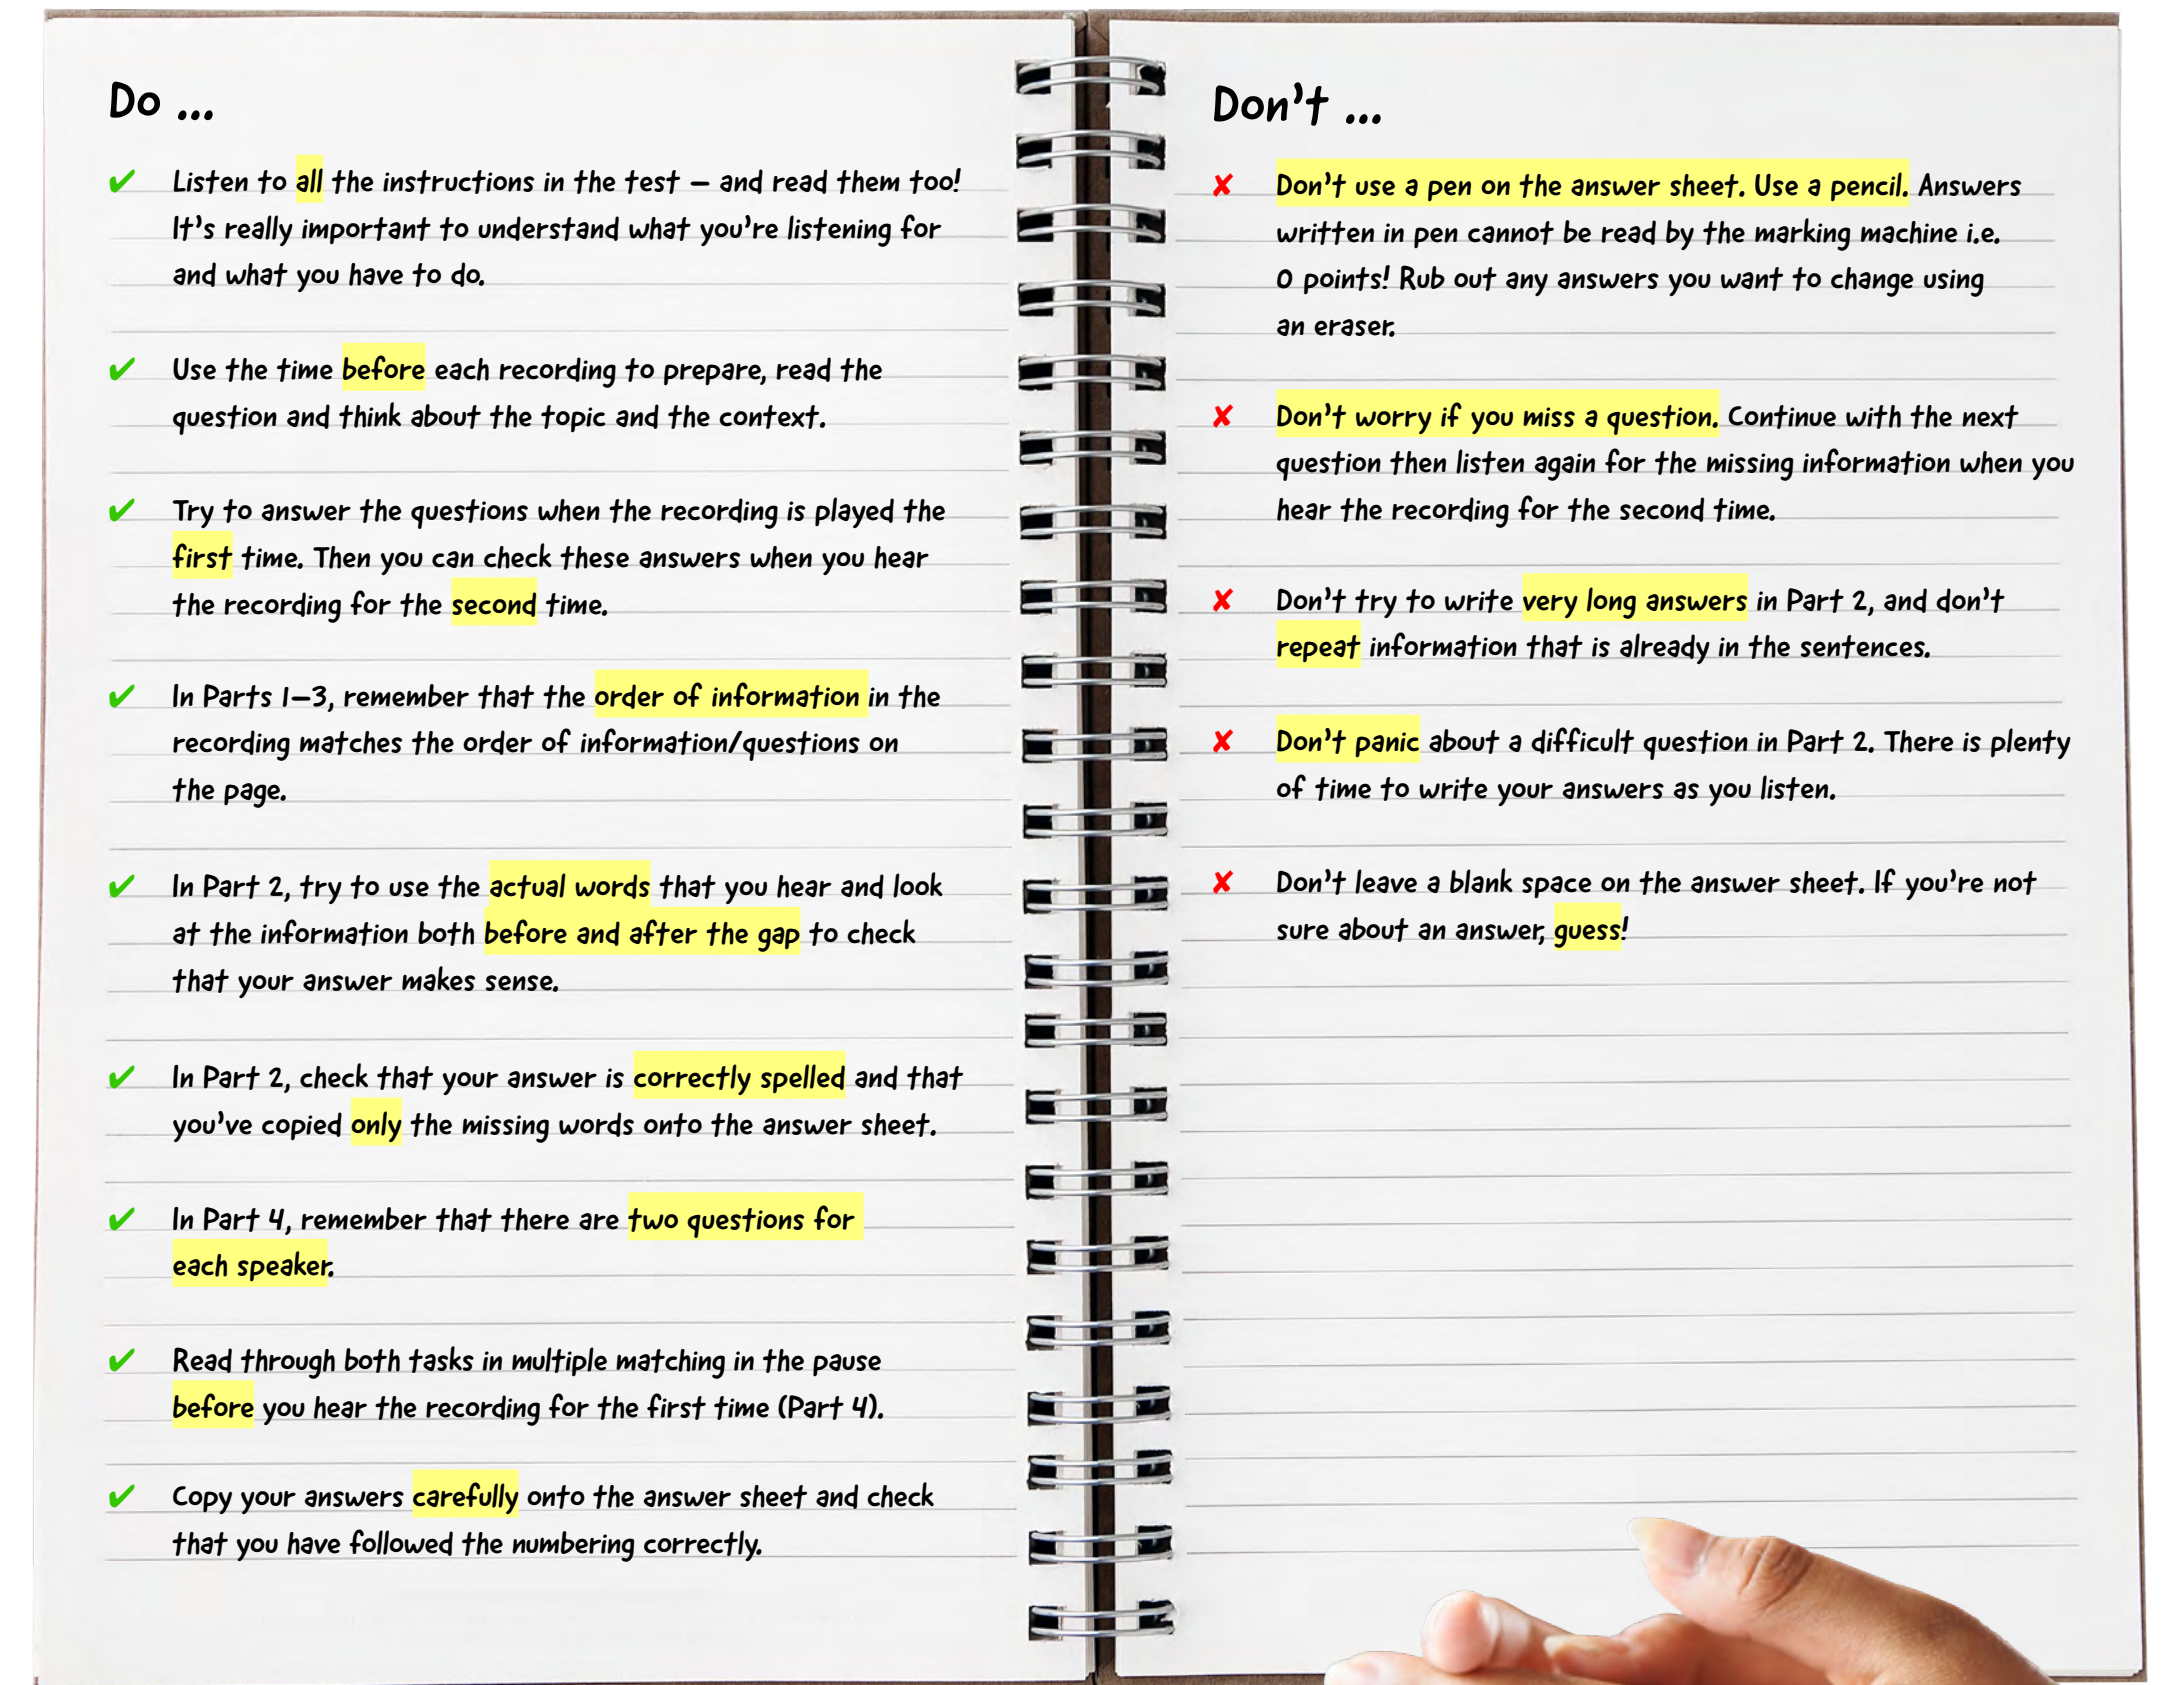 Do ...
✔ Listen to all the instructions in the test – and read them too!
It's really important to understand what you're listening for
and what you have to do.
✔ Use the time before each recording to prepare, read the
question and think about the topic and the context.
✔ Try to answer the questions when the recording is played the
first time. Then you can check these answers when you hear
the recording for the second time.
✔ In Parts 1–3, remember that the order of information in the
recording matches the order of information/questions on
the page.
✔ In Part 2, try to use the actual words that you hear and look
at the information both before and after the gap to check
that your answer makes sense.
✔ In Part 2, check that your answer is correctly spelled and that
you've copied only the missing words onto the answer sheet.
✔ In Part 4, remember that there are two questions for
each speaker.
✔ Read through both tasks in multiple matching in the pause
before you hear the recording for the first time (Part 4).
✔ Copy your answers carefully onto the answer sheet and check
that you have followed the numbering correctly.
Don't ...
✘ Don't use a pen on the answer sheet. Use a pencil. Answers
written in pen cannot be read by the marking machine i.e.
0 points! Rub out any answers you want to change using
an eraser.
✘ Don't worry if you miss a question. Continue with the next
question then listen again for the missing information when you
hear the recording for the second time.
✘ Don't try to write very long answers in Part 2, and don't
repeat information that is already in the sentences.
✘ Don't panic about a difficult question in Part 2. There is plenty
of time to write your answers as you listen.
✘ Don't leave a blank space on the answer sheet. If you're not
sure about an answer, guess!